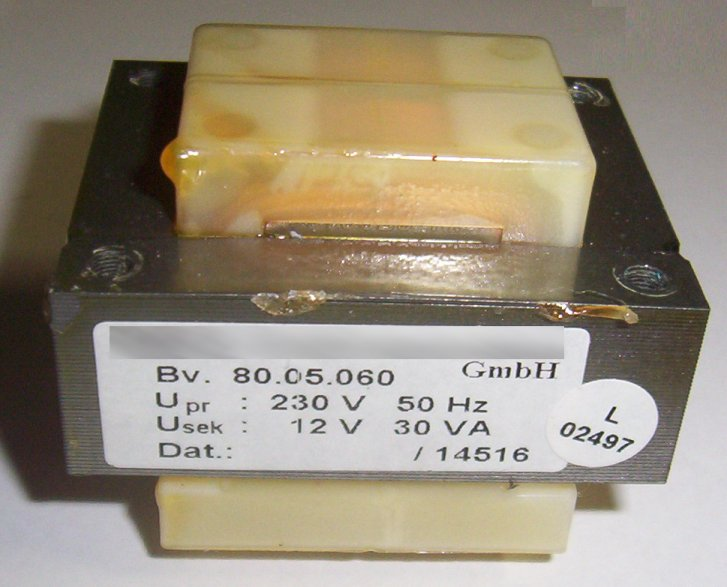 GmbH
Bv. 80.05.060
Upr : 230 V 50 Hz
Usek : 12 V 30 VA
Dat.: / 14516
L
02497